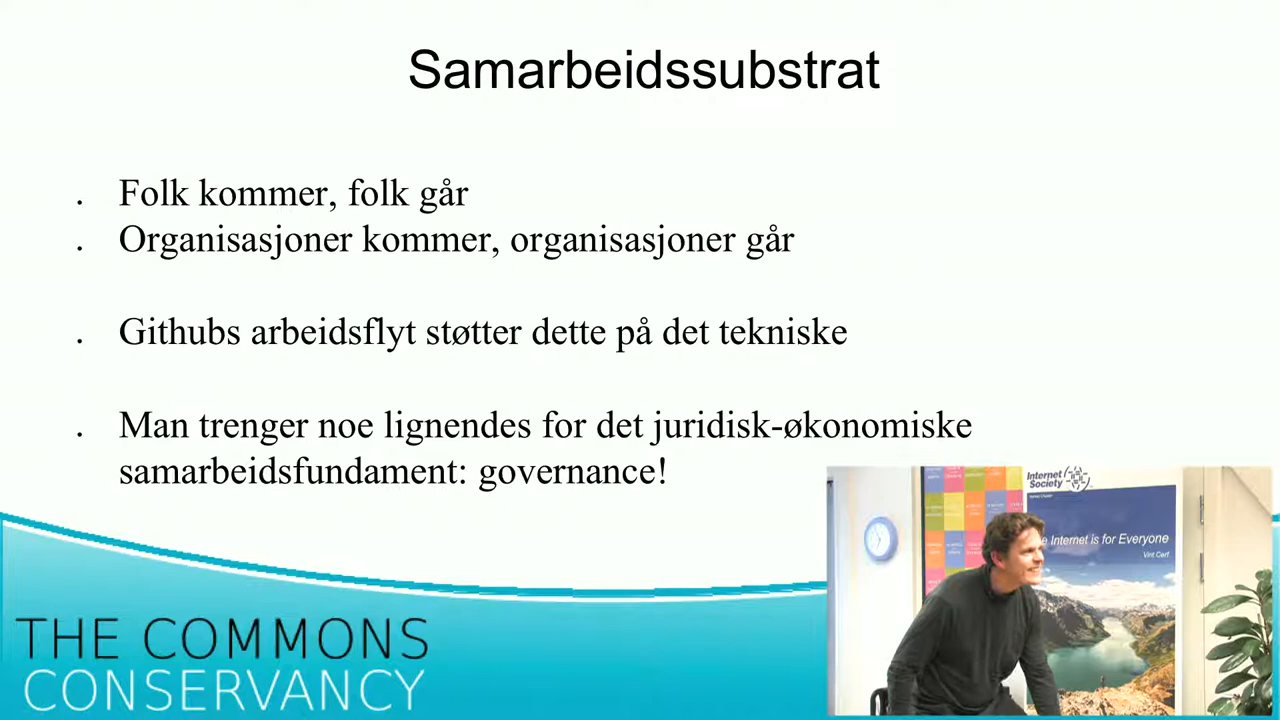 Samarbeidssubstrat
Folk kommer, folk går
Organisasjoner kommer, organisasjoner går
Githubs arbeidsflyt støtter dette på det tekniske
Man trenger noe lignendes for det juridisk-økonomiske
samarbeidsfundament: governance!
Internet
Society
e Internet is for Everyone
Vint Cerf
THE COMMONS
CONSERVANCY